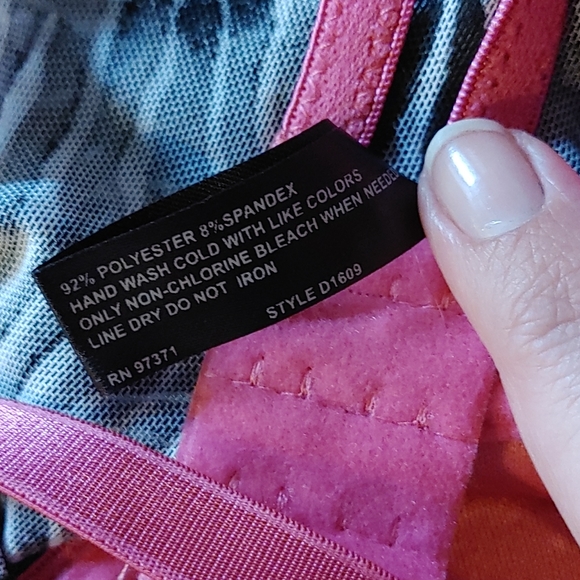 92% POLYESTER 8%SPANDEX
HAND WASH COLD WITH LIKE COLORS
ONLY NON-CHLORINE BLEACH WHEN
LINE DRY DO NOT IRON
STYLE D1609
RN 97371